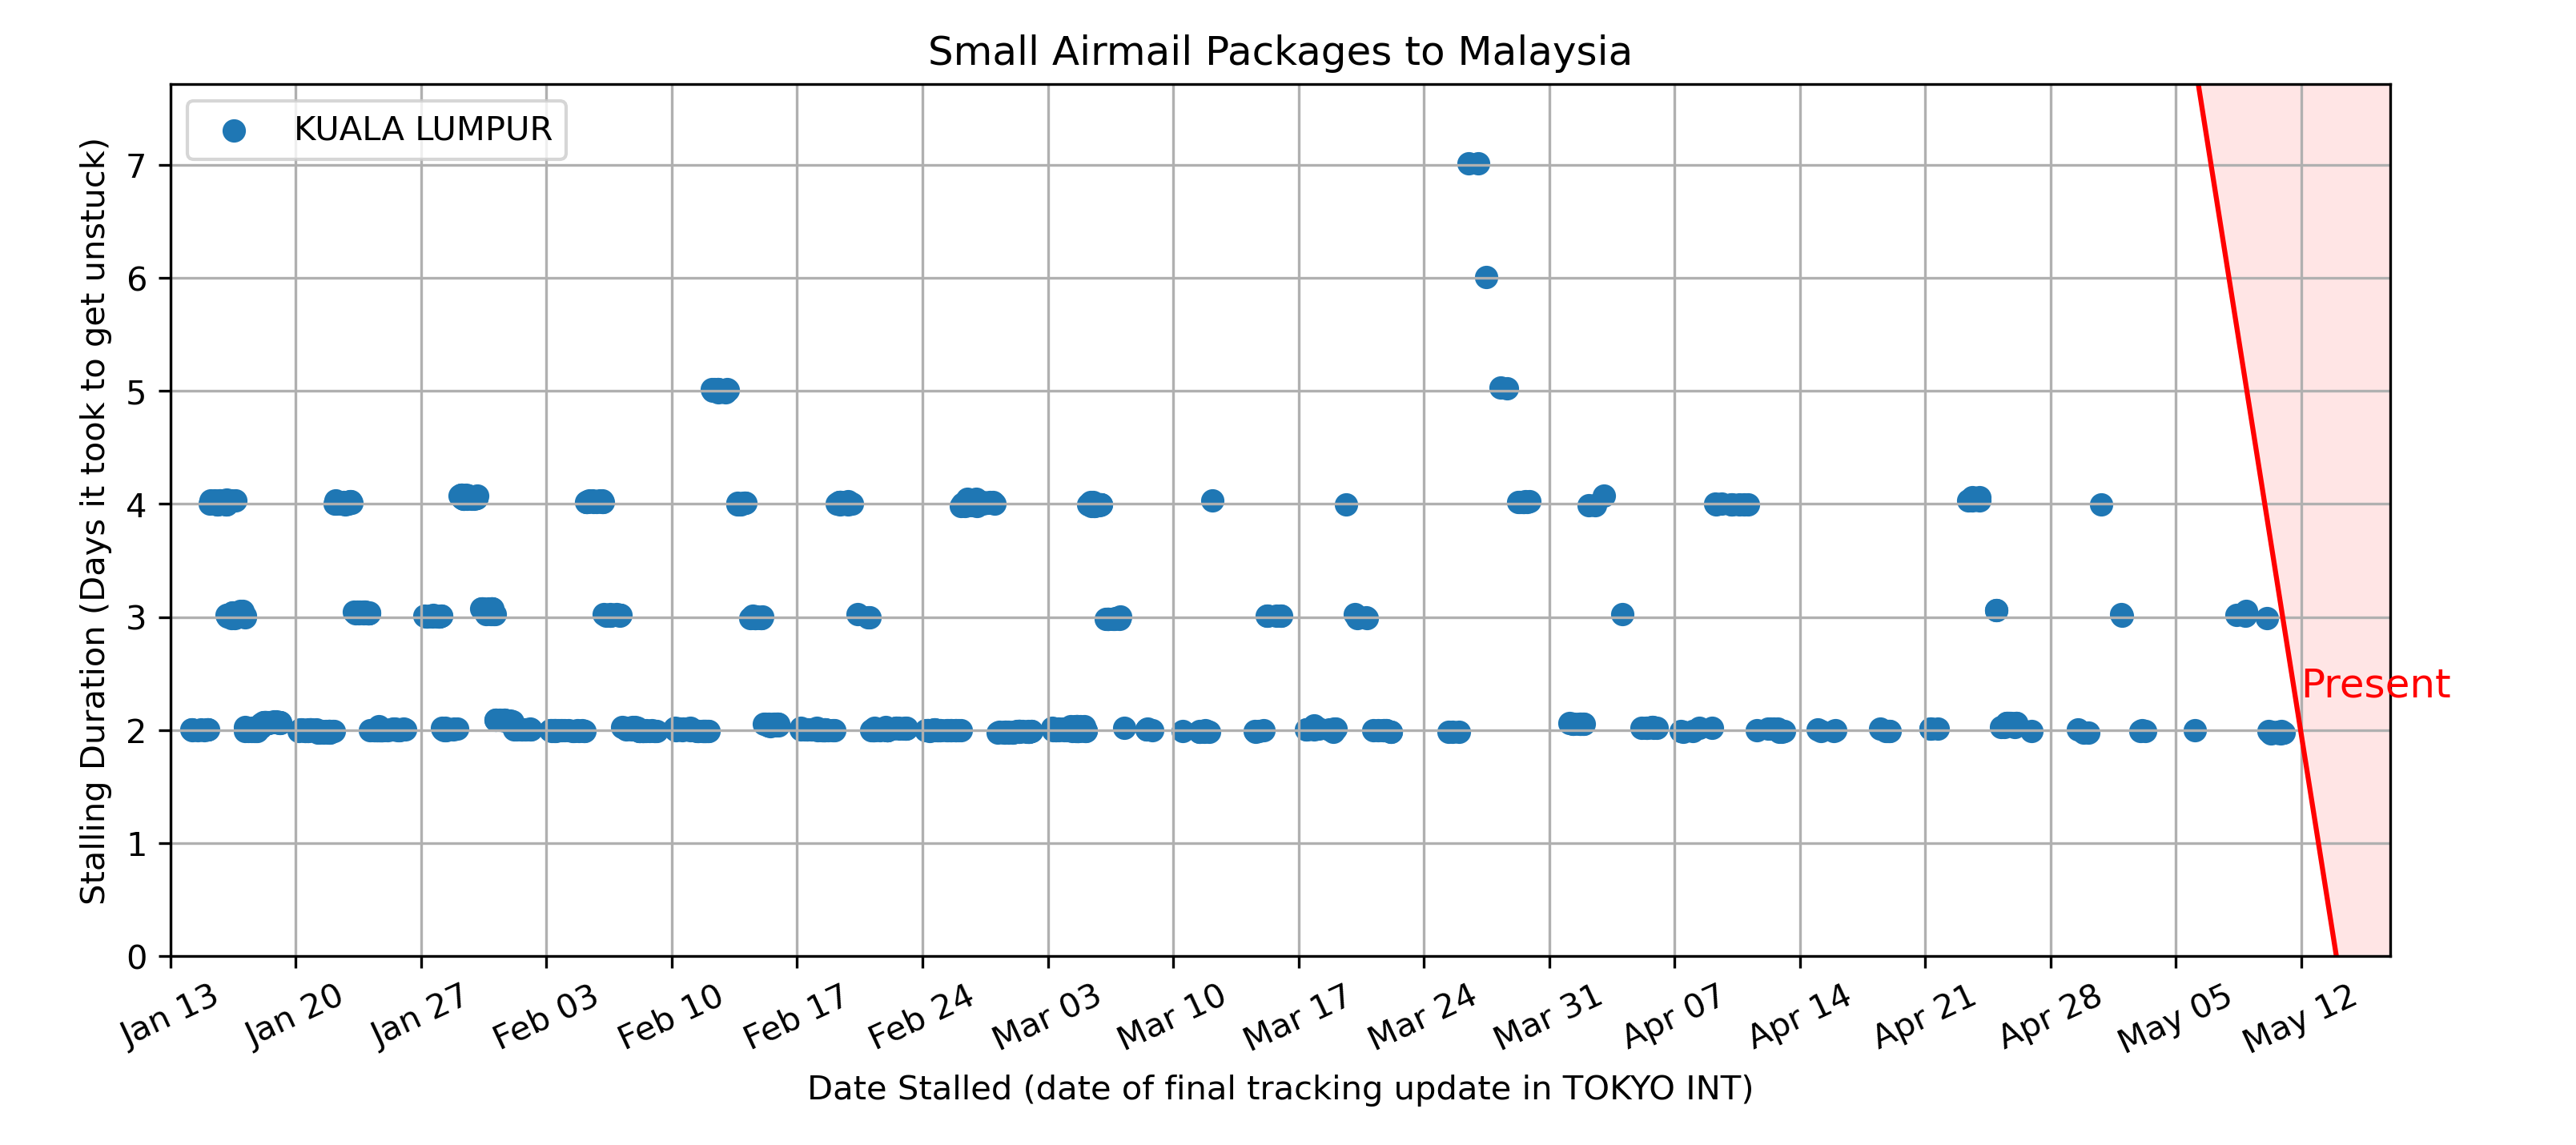 Small Airmail Packages to Malaysia
KUALA LUMPUR
Stalling Duration (Days it took to get unstuck)
7
6
5
4
3
2
1
0
Present
Jan 13
Jan 20
Jan 27
Feb 03
Feb 10
Feb 17
Feb 24
Mar 03
Mar 10
Mar 17
Mar 24
Mar 31
Apr 07
Apr 14
Apr 21
Apr 28
May 05
May 12
Date Stalled (date of final tracking update in TOKYO INT)